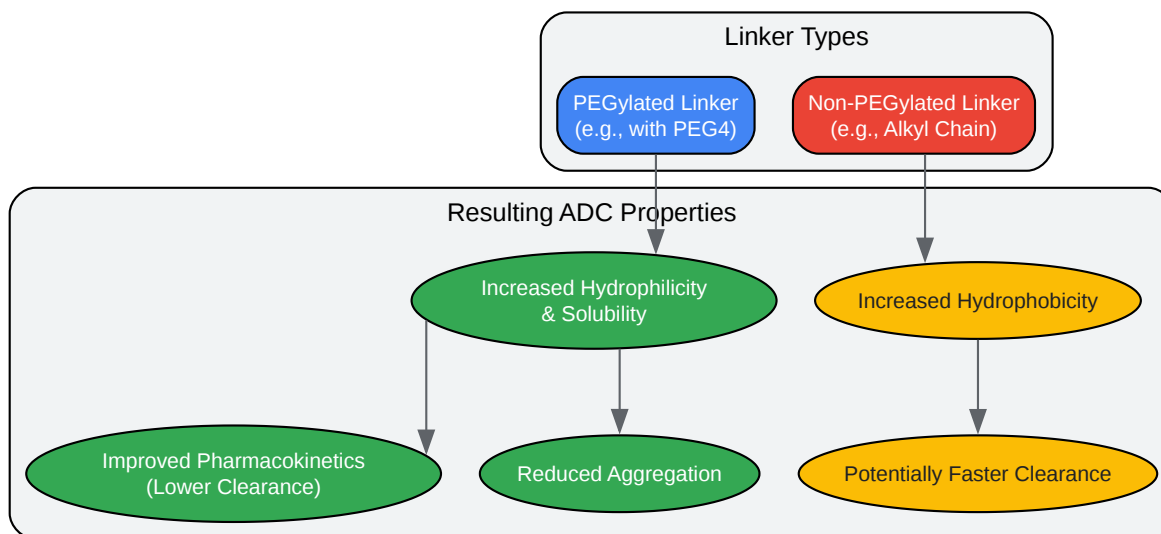 Linker Types
PEGylated Linker
(e.g., with PEG4)
Non-PEGylated Linker
(e.g., Alkyl Chain)
Resulting ADC Properties
Increased Hydrophilicity
& Solubility
Increased Hydrophobicity
Improved Pharmacokinetics
(Lower Clearance)
Reduced Aggregation
Potentially Faster Clearance